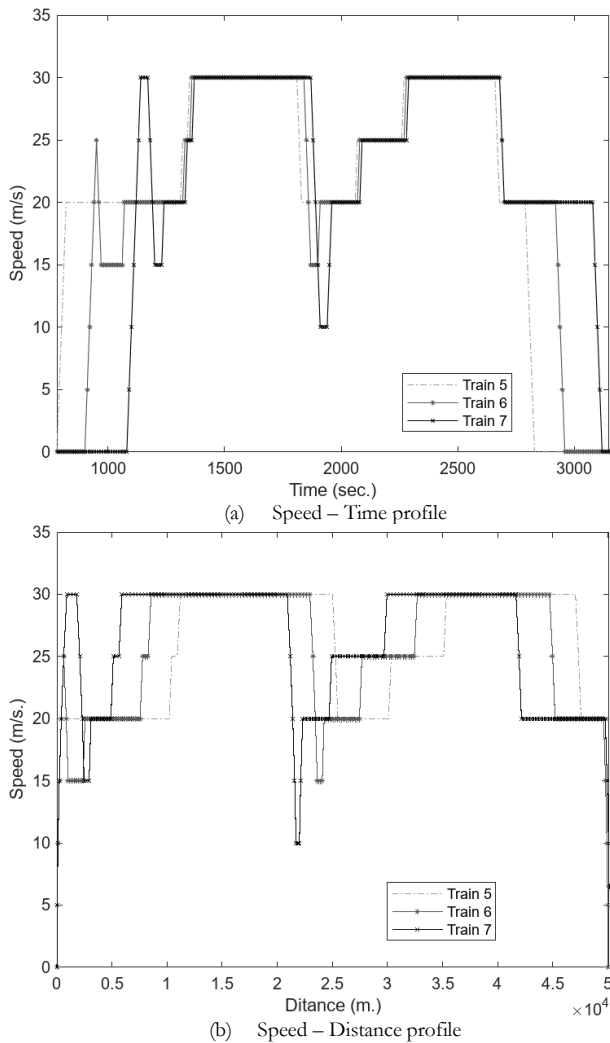 35
30
25
20
15
10
5
0
Speed (m/s)
Train 5
Train 6
Train 7
1000 1500 2000 2500 3000
Time (sec.)
(a) Speed – Time profile
35
30
25
20
15
10
5
0
Speed (m/s.)
Train 5
Train 6
Train 7
0 0.5 1 1.5 2 2.5 3 3.5 4 4.5 5
Ditance (m.)
×10⁴
(b) Speed – Distance profile